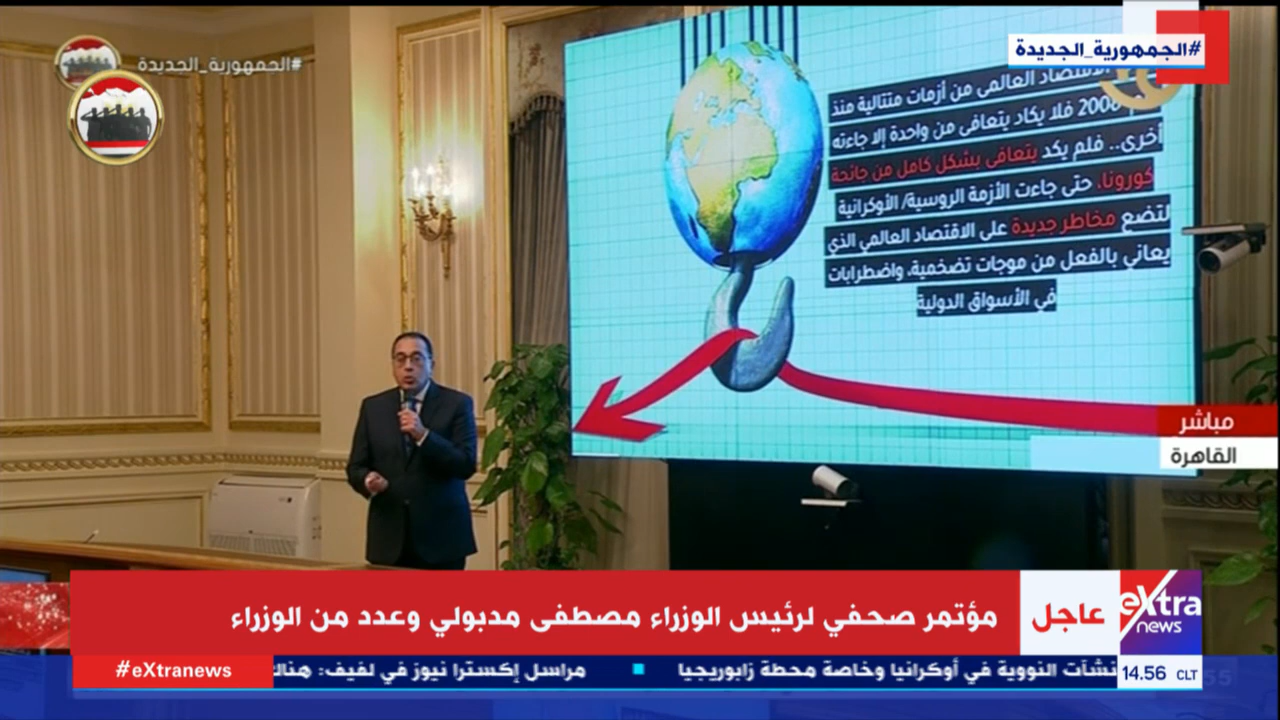 #الجمهورية_الجديدة
#الجمهورية_الجديدة
الاقتصاد العالمى من أزمات متتالية منذ
فلا يكاد يتعافى من واحدة إلا جاءته
أخرى.. فلم يكد يتعافى بشكل كامل من جائحة
كورونا، حتى جاءت الأزمة الروسية/ الأوكرانية
لتضع مخاطر جديدة على الاقتصاد العالمي الذي
يعاني بالفعل من موجات تضخمية، واضطرابات
في الأسواق الدولية
مباشر
القاهرة
عاجل
مؤتمر صحفي لرئيس الوزراء مصطفى مدبولي وعدد من الوزراء
eXtra
news
#eXtranews
نشآت النووية في أوكرانيا وخاصة محطة زابوريجيا ■ مراسل إكسترا نيوز في لفيف: هناك
14.56 CLT